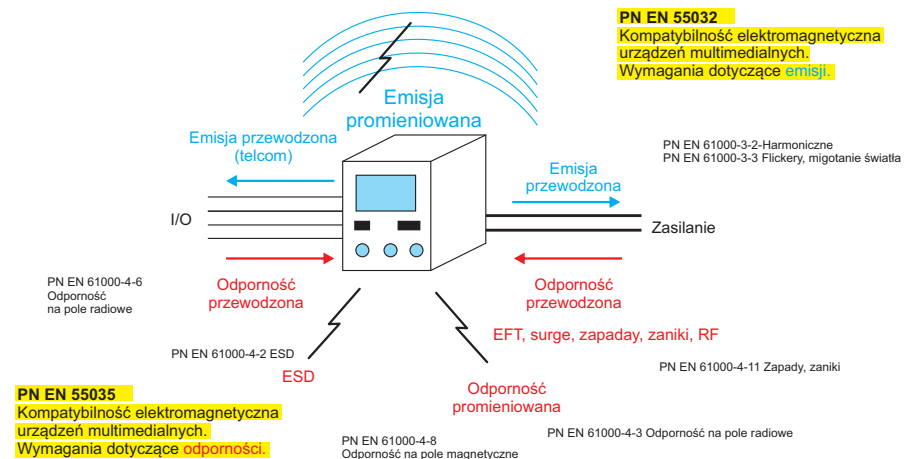 PN EN 55032
Kompatybilność elektromagnetyczna
urządzeń multimedialnych.
Wymagania dotyczące emisji.
Emisja
promieniowana
Emisja przewodzona
(telcom)
PN EN 61000-3-2-Harmoniczne
PN EN 61000-3-3 Flickery, migotanie światła
Emisja
przewodzona
I/O
Zasilanie
PN EN 61000-4-6
Odporność
na pole radiowe
Odporność
przewodzona
Odporność
przewodzona
EFT, surge, zapaday, zaniki, RF
PN EN 61000-4-2 ESD
ESD
PN EN 61000-4-11 Zapady, zaniki
Odporność
promieniowana
PN EN 55035
Kompatybilność elektromagnetyczna
urządzeń multimedialnych.
Wymagania dotyczące odporności.
PN EN 61000-4-8
Odporność na pole magnetyczne
PN EN 61000-4-3 Odporność na pole radiowe